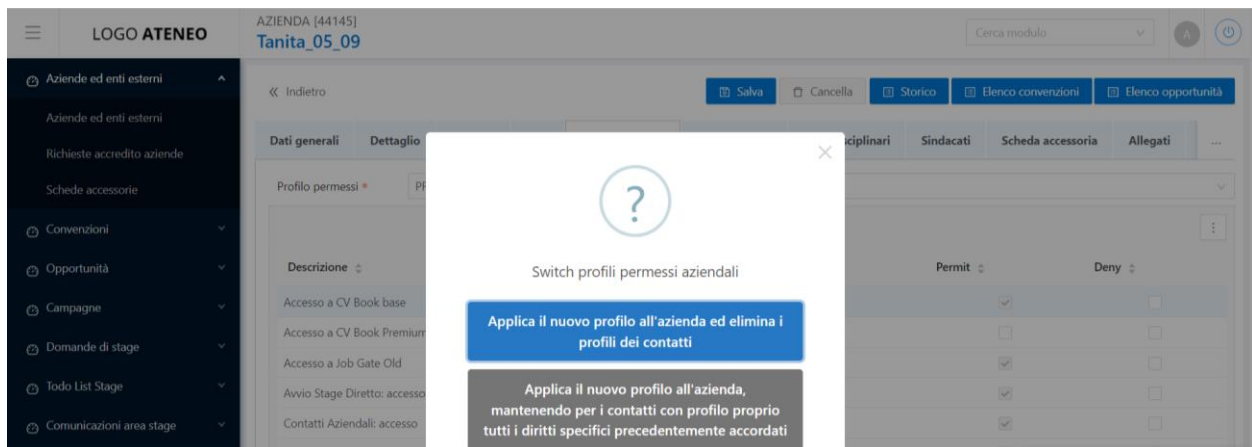 LOGO ATENEO
AZIENDA [44145]
Tanita_05_09
Cerca modulo
A
Aziende ed enti esterni
Aziende ed enti esterni
Richieste accredito aziende
Schede accessorie
Convenzioni
Opportunità
Campagne
Domande di stage
Todo List Stage
Comunicazioni area stage
Indietro
Salva
Cancella
Storico
Elenco convenzioni
Elenco opportunità
Dati generali
Dettaglio
Sindacati
Scheda accessoria
Allegati
...
Profilo permessi *
Descrizione
Permit
Deny
Accesso a CV Book base
Accesso a CV Book Premium
Accesso a Job Gate Old
Avvio Stage Diretto: accesso
Contatti Aziendali: accesso
?
Switch profili permessi aziendali
Applica il nuovo profilo all'azienda ed elimina i
profili dei contatti
Applica il nuovo profilo all'azienda,
mantenendo per i contatti con profilo proprio
tutti i diritti specifici precedentemente accordati